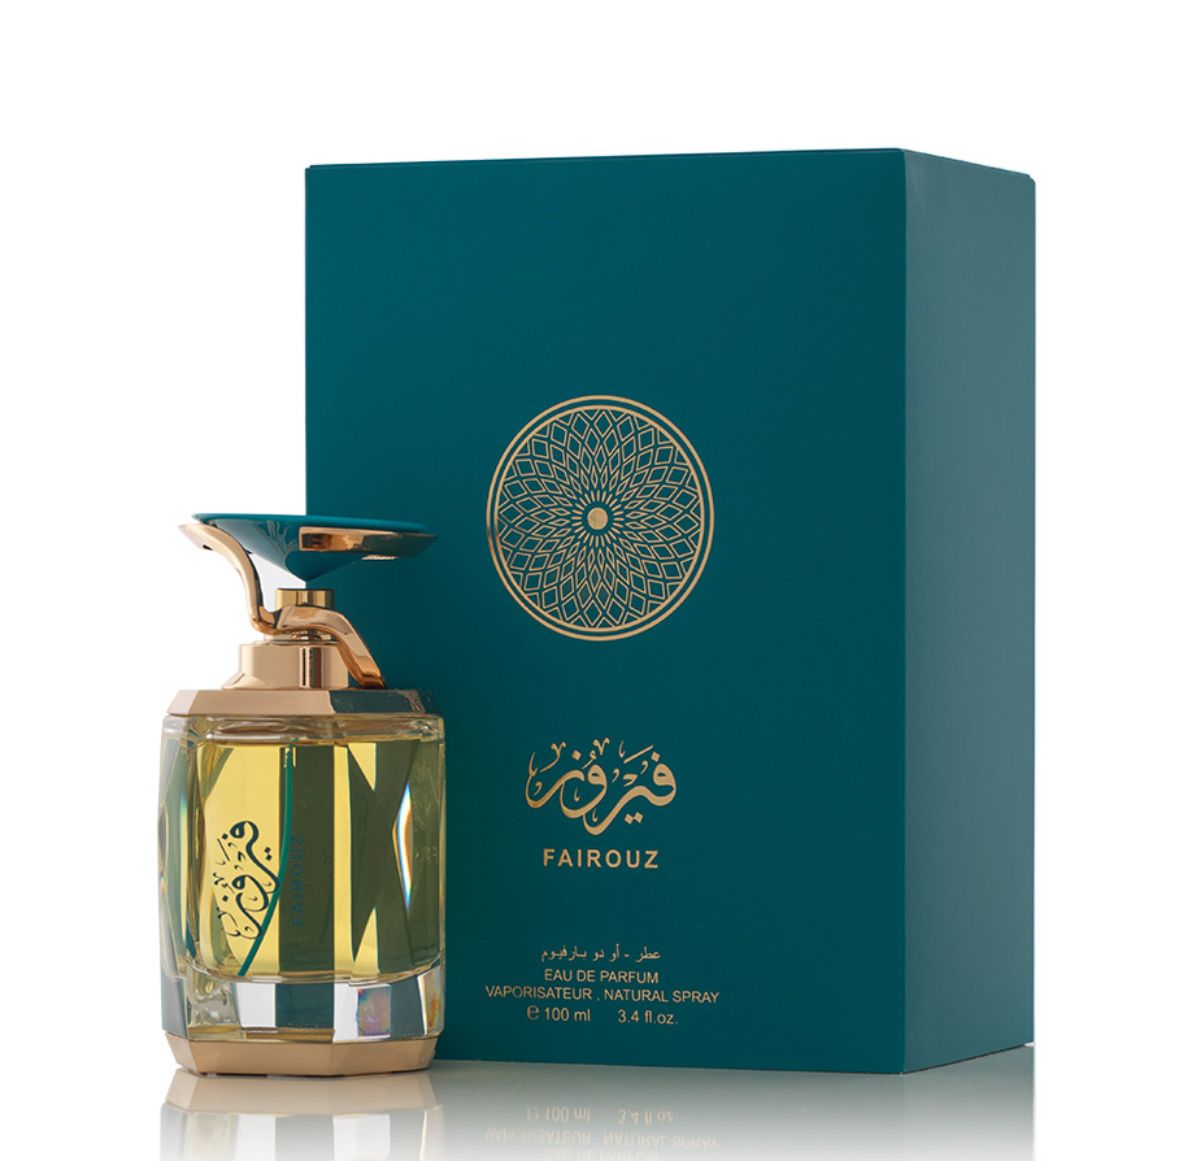 فيروز
FAIROUZ
عطر - أو دو بارفيوم
EAU DE PARFUM
VAPORISATEUR . NATURAL SPRAY
℮ 100 ml 3.4 fl.oz.
فيروز
FAIROUZ